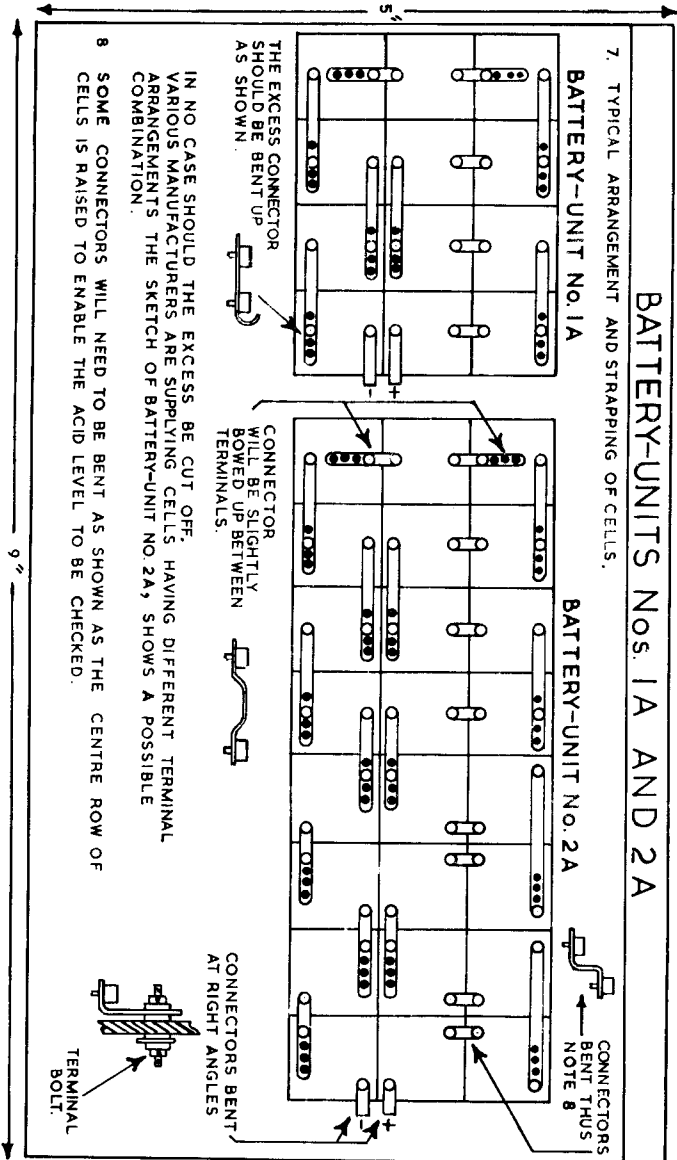 BATTERY-UNITS Nos. 1A AND 2A
7. TYPICAL ARRANGEMENT AND STRAPPING OF CELLS.
BATTERY-UNIT No. 1A
BATTERY-UNIT No. 2A
CONNECTORS
BENT THUS
NOTE 8
+
-
+
-
THE EXCESS CONNECTOR
SHOULD BE BENT UP
AS SHOWN.
CONNECTOR
WILL BE SLIGHTLY
BOWED UP BETWEEN
TERMINALS.
CONNECTORS BENT
AT RIGHT ANGLES
TERMINAL
BOLT.
IN NO CASE SHOULD THE EXCESS BE CUT OFF.
VARIOUS MANUFACTURERS ARE SUPPLYING CELLS HAVING DIFFERENT TERMINAL
ARRANGEMENTS THE SKETCH OF BATTERY-UNIT NO. 2A, SHOWS A POSSIBLE
COMBINATION.
8 SOME CONNECTORS WILL NEED TO BE BENT AS SHOWN AS THE CENTRE ROW OF
CELLS IS RAISED TO ENABLE THE ACID LEVEL TO BE CHECKED.
5"
9"